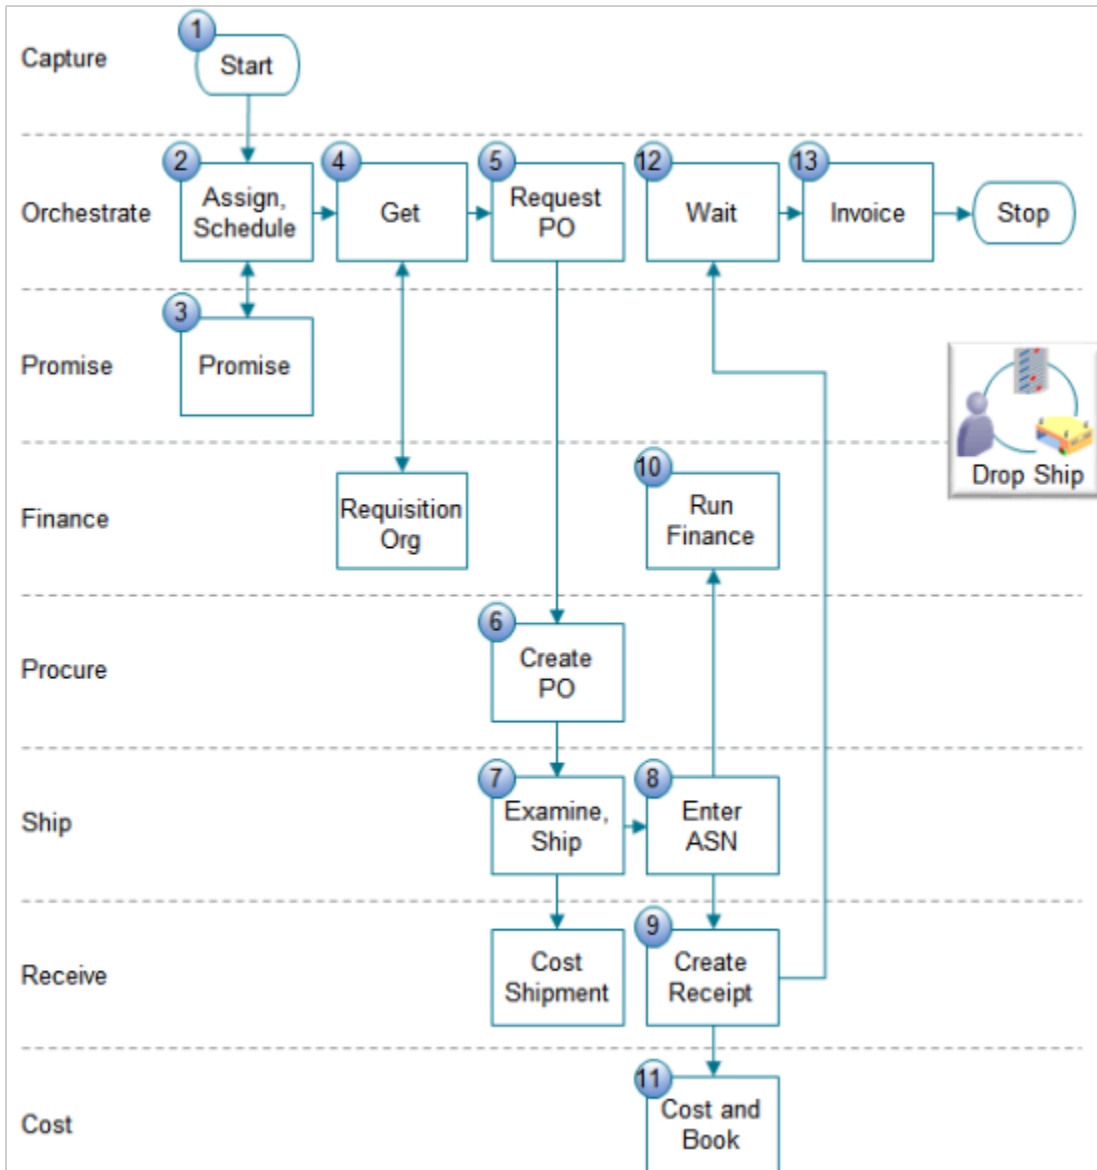 1
Capture
Start
2
4
5
12
13
Orchestrate
Assign,
Schedule
Get
Request
PO
Wait
Invoice
Stop
3
Promise
Promise
Drop Ship
10
Finance
Requisition
Org
Run
Finance
6
Procure
Create
PO
7
8
Ship
Examine,
Ship
Enter
ASN
9
Receive
Cost
Shipment
Create
Receipt
11
Cost
Cost and
Book